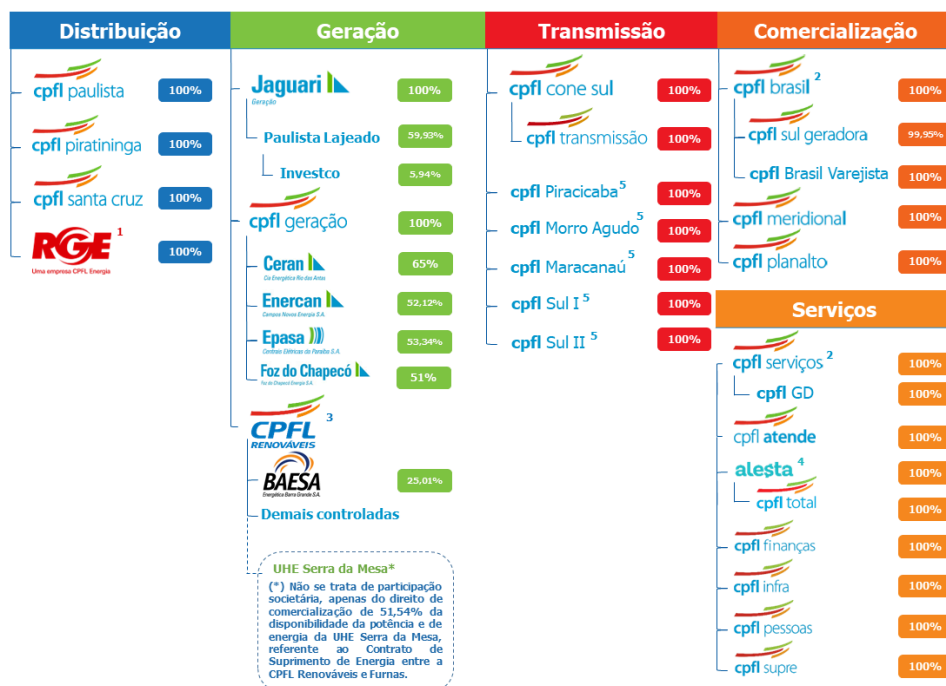 Distribuição
cpfl paulista 100%
cpfl piratininga 100%
cpfl santa cruz 100%
RGE 1 100%
Uma empresa CPFL Energia
Geração
Jaguari 100%
Geração
Paulista Lajeado 59,93%
Investco 5,94%
cpfl geração 100%
Ceran 65%
Cia Energética Rio das Antas
Enercan 52,12%
Campos Novos Energia S.A.
Epasa 53,34%
Centrais Elétricas da Paraíba S.A.
Foz do Chapecó 51%
Foz do Chapecó Energia S.A.
CPFL 3
RENOVÁVEIS
BAESA 25,01%
Energética Barra Grande S.A.
Demais controladas
UHE Serra da Mesa*
(*) Não se trata de participação
societária, apenas do direito de
comercialização de 51,54% da
disponibilidade da potência e de
energia da UHE Serra da Mesa,
referente ao Contrato de
Suprimento de Energia entre a
CPFL Renováveis e Furnas.
Transmissão
cpfl cone sul 100%
cpfl transmissão 100%
cpfl Piracicaba 5 100%
cpfl Morro Agudo 5 100%
cpfl Maracanaú 5 100%
cpfl Sul I 5 100%
cpfl Sul II 5 100%
Comercialização
cpfl brasil 2 100%
cpfl sul geradora 99,95%
cpfl Brasil Varejista 100%
cpfl meridional 100%
cpfl planalto 100%
Serviços
cpfl serviços 2 100%
cpfl GD 100%
cpfl atende 100%
alesta 4 100%
cpfl total 100%
cpfl finanças 100%
cpfl infra 100%
cpfl pessoas 100%
cpfl supre 100%